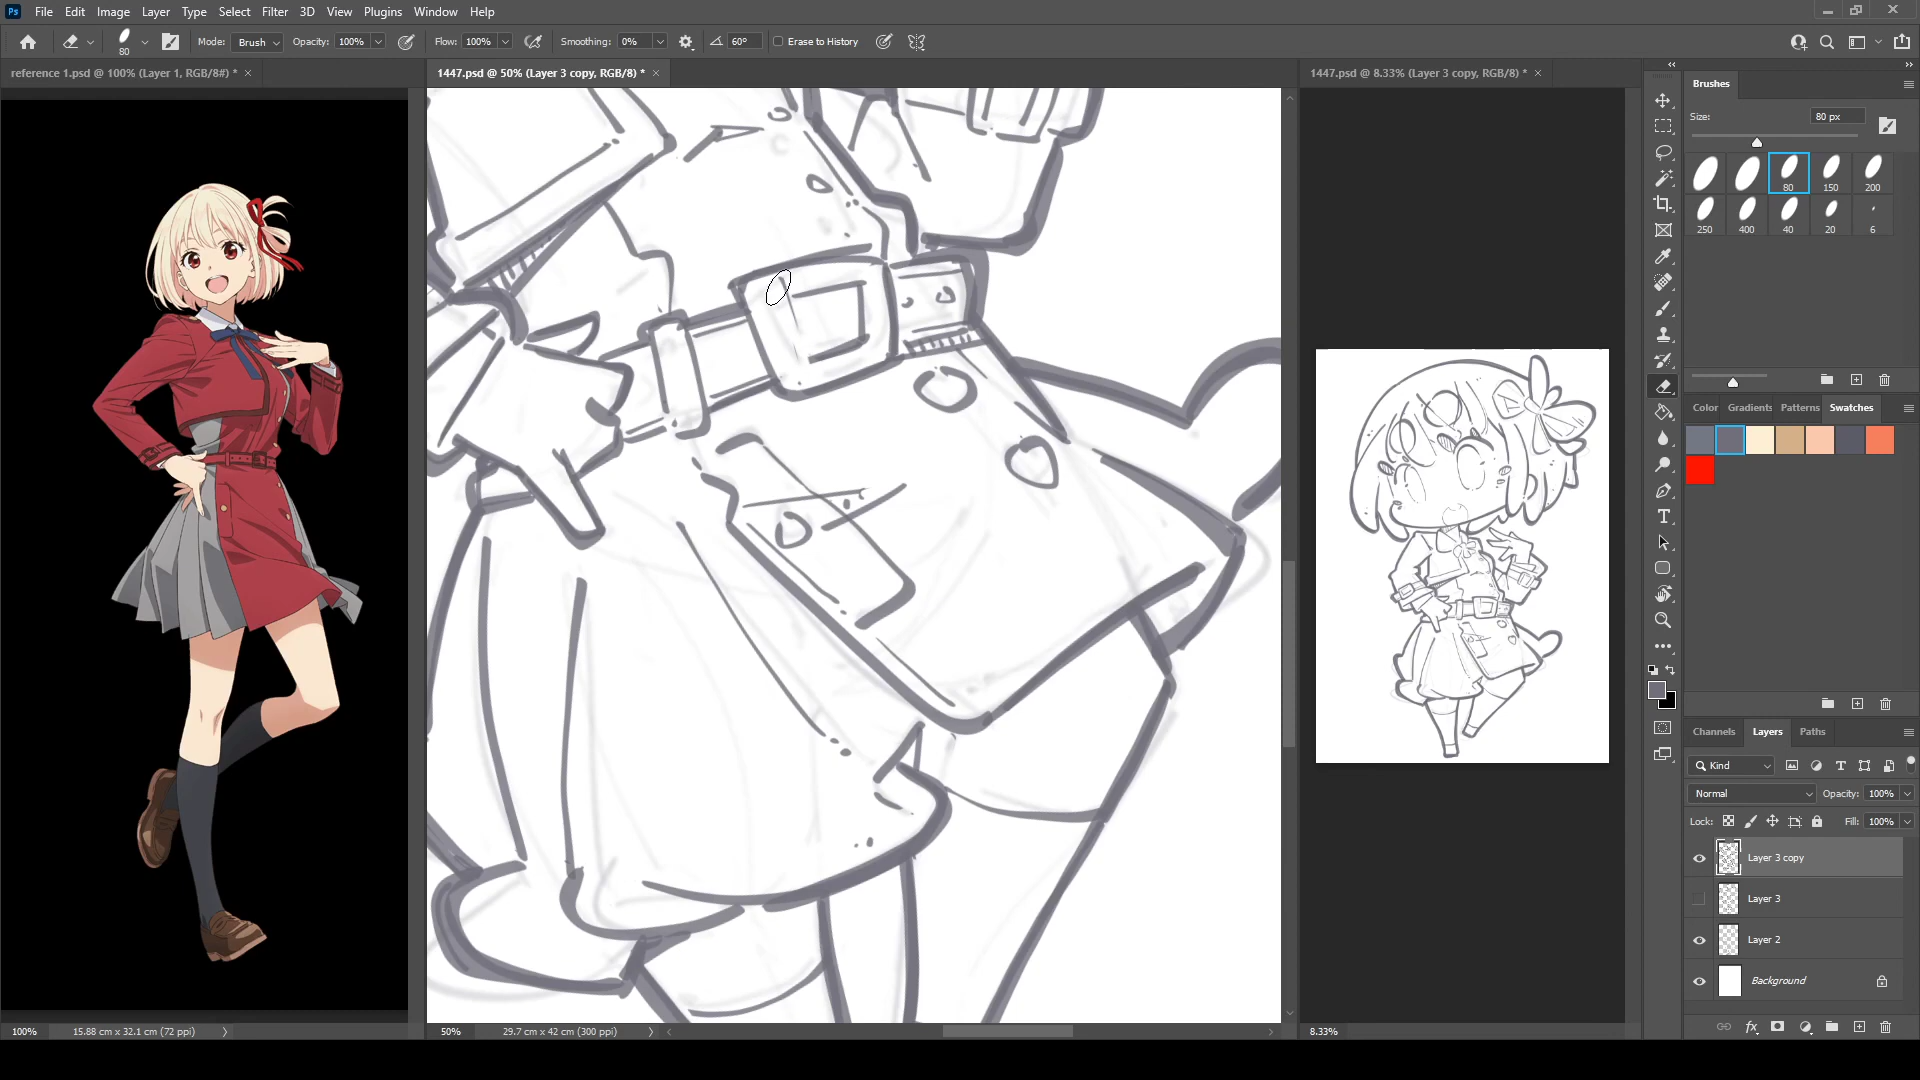 Ps File Edit Image Layer Type Select Filter 3D View Plugins Window Help
80 Mode: Brush Opacity: 100% Flow: 100% Smoothing: 0% 60° Erase to History
reference 1.psd @ 100% (Layer 1, RGB/8#) * ×
1447.psd @ 50% (Layer 3 copy, RGB/8) * ×
1447.psd @ 8.33% (Layer 3 copy, RGB/8) * ×
Brushes
Size: 80 px
80 150 200
250 400 40 20 6
Color Gradients Patterns Swatches
Channels Layers Paths
Kind
Normal Opacity: 100%
Lock: Fill: 100%
Layer 3 copy
Layer 3
Layer 2
Background
fx
100% 15.88 cm x 32.1 cm (72 ppi)
50% 29.7 cm x 42 cm (300 ppi)
8.33%